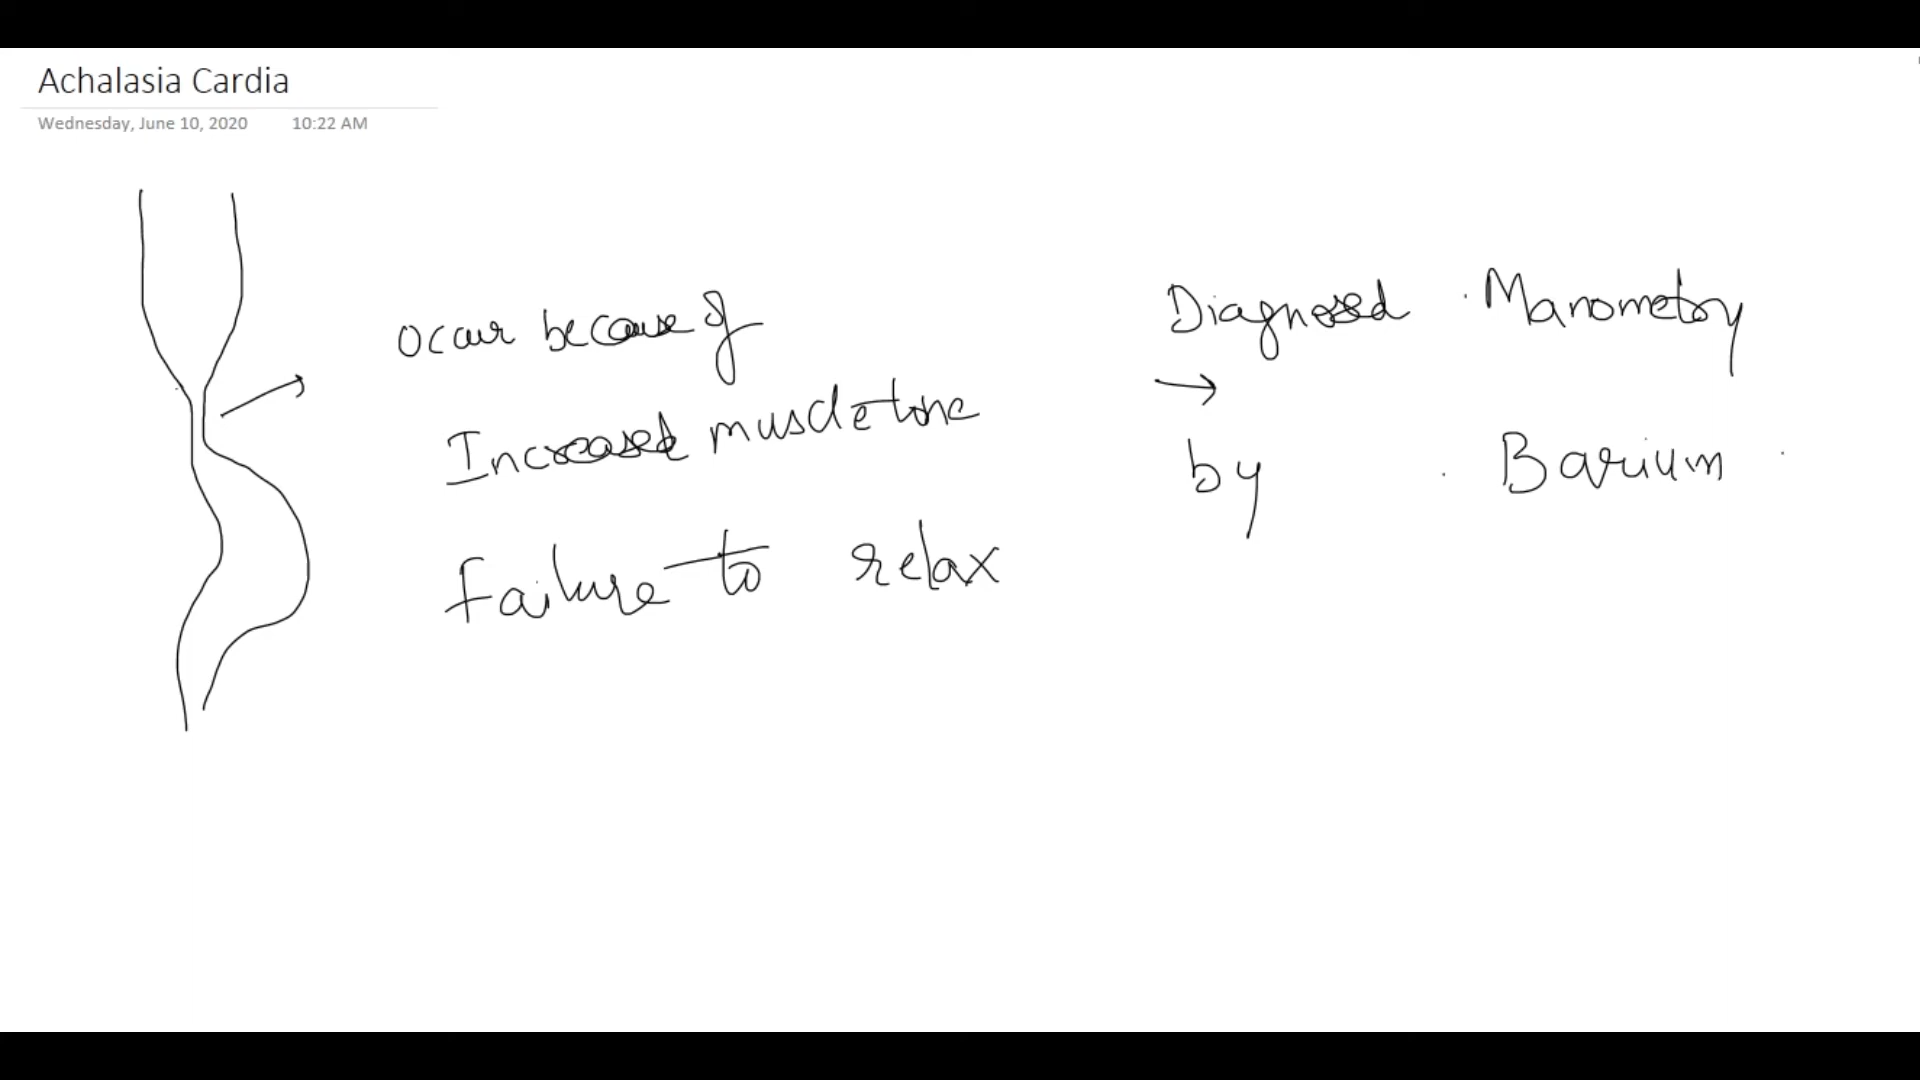 Achalasia Cardia
Wednesday, June 10, 2020 10:22 AM
occur because of
Increased muscle tone
Failure to relax
Diagnosed
by
Manometry
Barium